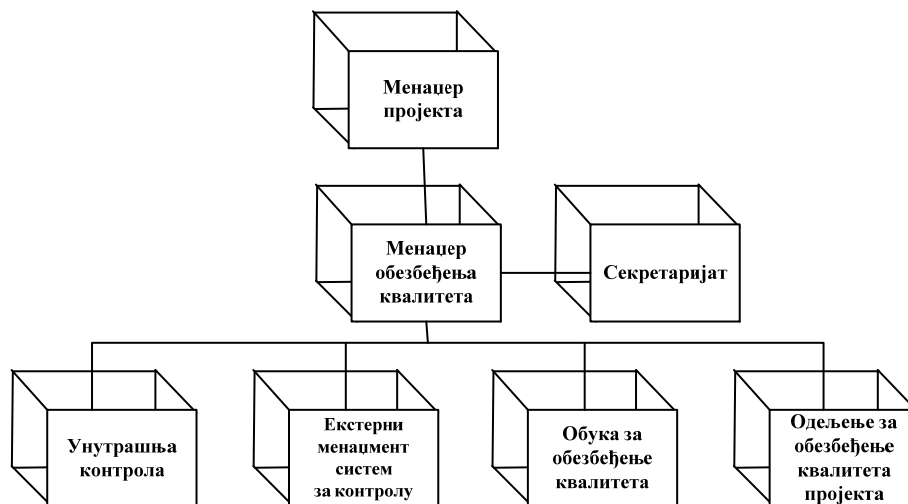 Менаџер
пројекта
Менаџер
обезбеђења
квалитета
Секретаријат
Унутрашња
контрола
Екстерни
менаџмент
систем
за контролу
Обука за
обезбеђење
квалитета
Одељење за
обезбеђење
квалитета
пројекта